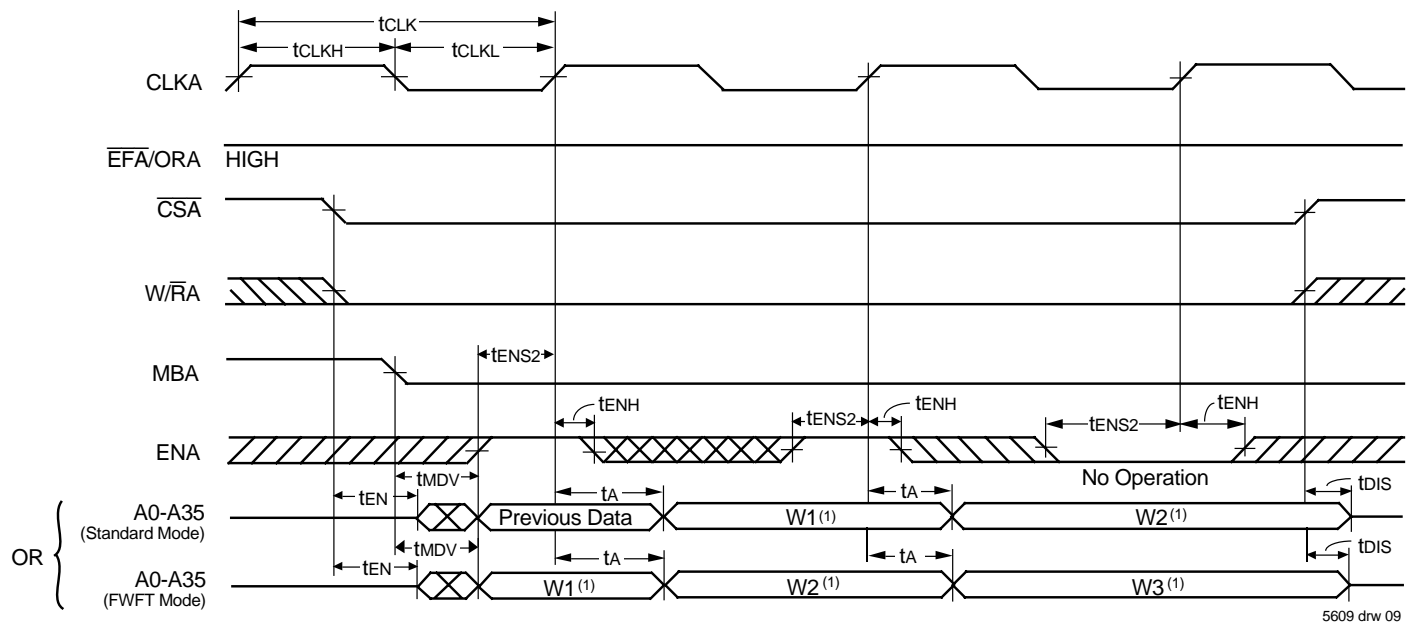 tCLK
tCLKH
tCLKL
CLKA
EFA/ORA HIGH
CSA
W/RA
tENS2
MBA
tENH
tENS2
tENH
tENS2
tENH
ENA
No Operation
tMDV
tEN
tA
tA
tDIS
A0-A35
(Standard Mode)
Previous Data
W1(1)
W2(1)
OR
tMDV
tEN
tA
tA
tDIS
A0-A35
(FWFT Mode)
W1(1)
W2(1)
W3(1)
5609 drw 09